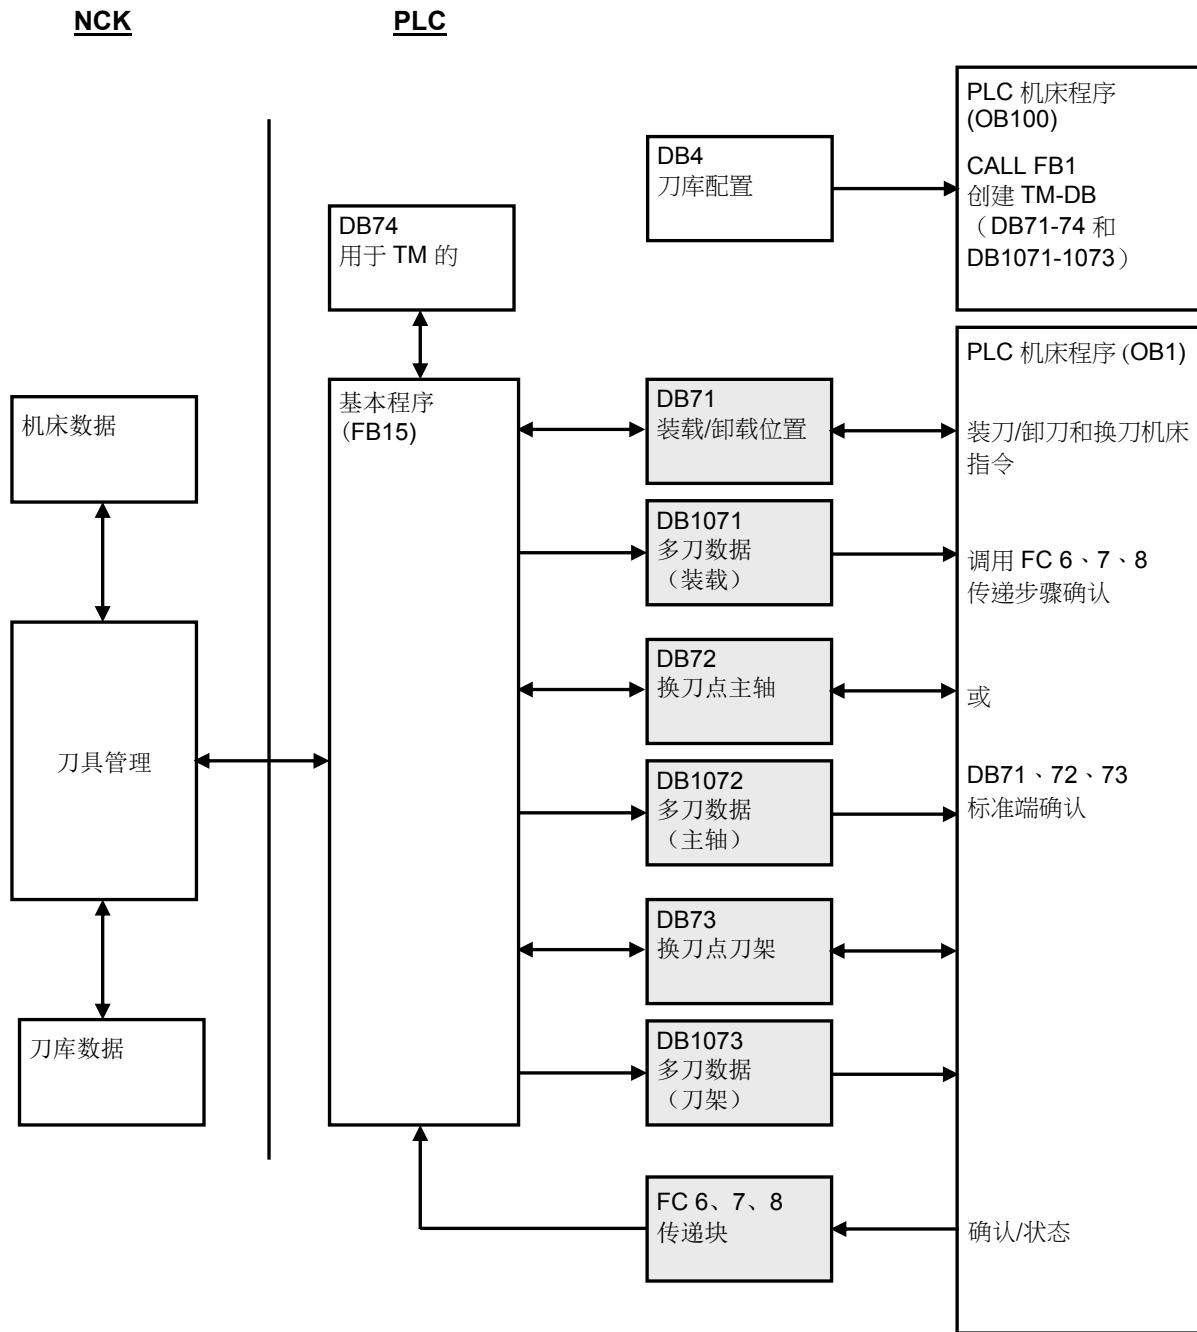 NCK
PLC
PLC 机床程序
(OB100)
CALL FB1
创建 TM-DB
（DB71-74 和
DB1071-1073）
DB4
刀库配置
DB74
用于 TM 的
PLC 机床程序 (OB1)
装刀/卸刀和换刀机床
指令
调用 FC 6、7、8
传递步骤确认
或
DB71、72、73
标准端确认
确认/状态
机床数据
刀具管理
刀库数据
基本程序
(FB15)
DB71
装载/卸载位置
DB1071
多刀数据
（装载）
DB72
换刀点主轴
DB1072
多刀数据
（主轴）
DB73
换刀点刀架
DB1073
多刀数据
（刀架）
FC 6、7、8
传递块